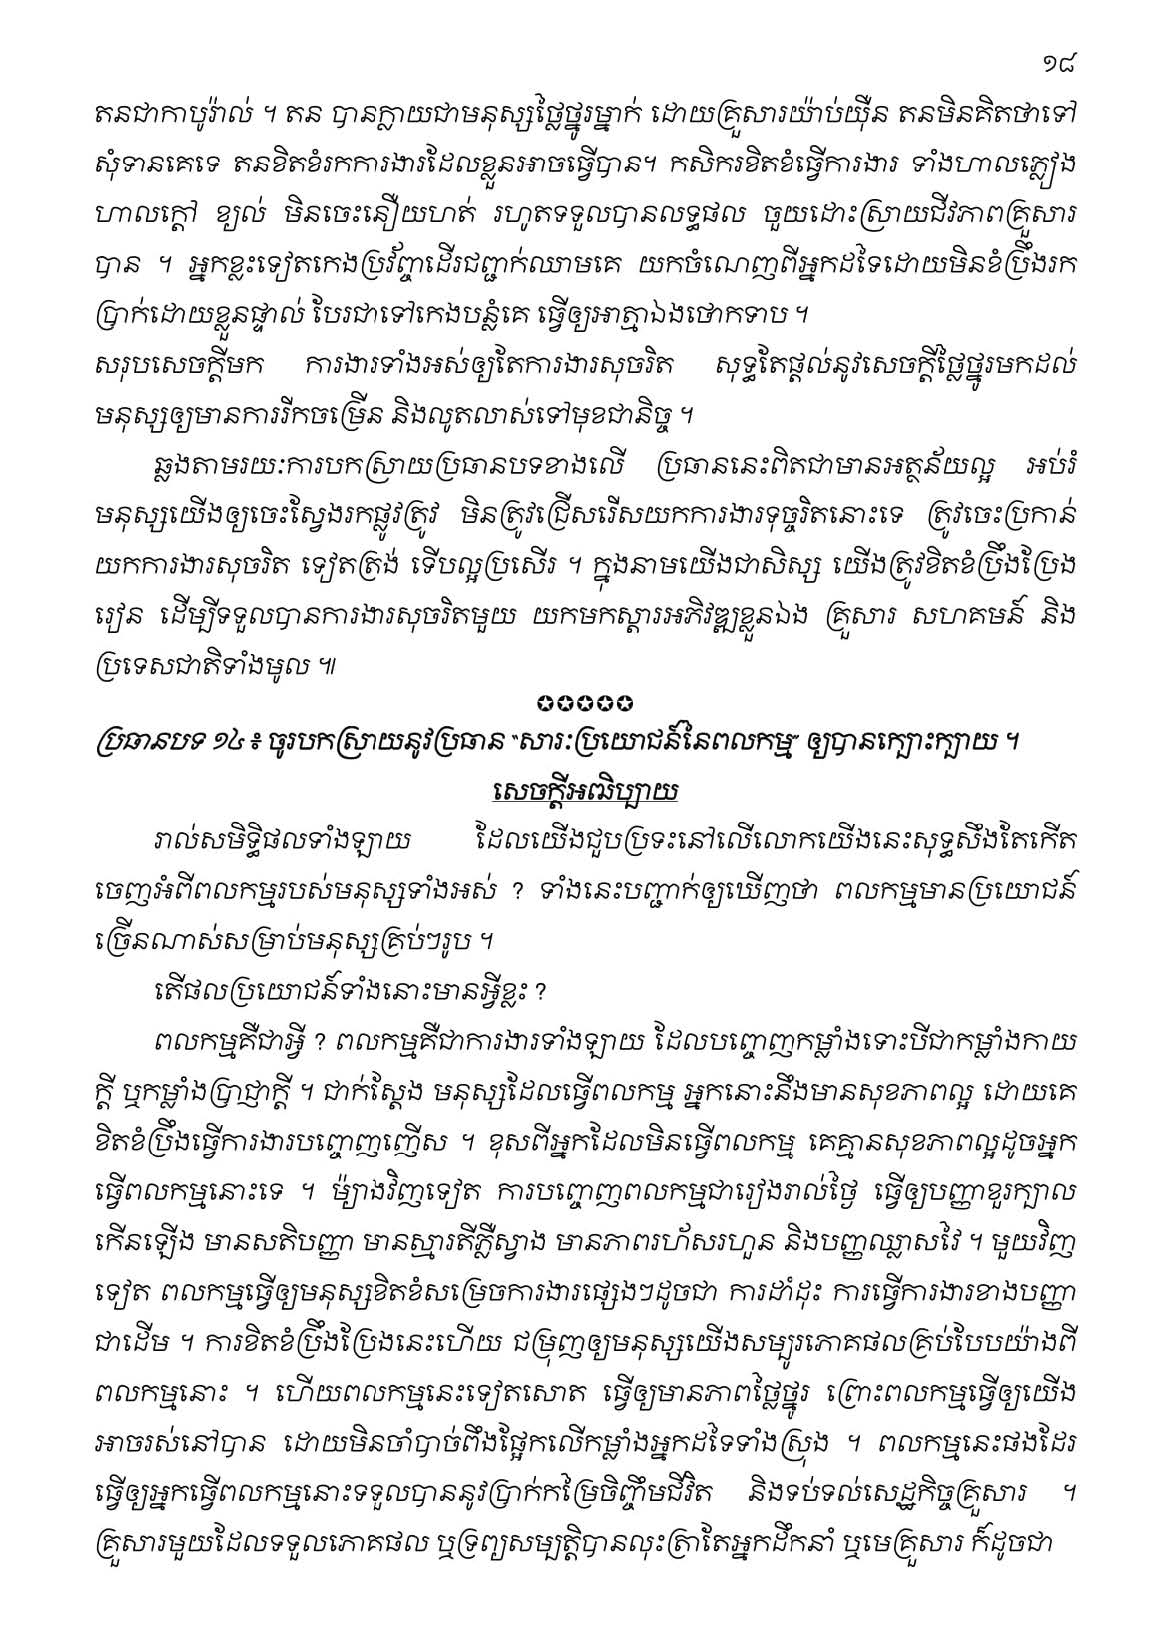 ១៨
តនជាកាបូរ៉ាល់ ។ តន បានក្លាយជាមនុស្សថ្លៃថ្នូរម្នាក់ ដោយគ្រួសារយ៉ាប់យ៉ឺន តនមិនគិតថាទៅ
សុំទានគេទេ តនខិតខំរកការងារដែលខ្លួនអាចធ្វើបាន។ កសិករខិតខំធ្វើការងារ ទាំងហាលភ្លៀង
ហាលក្តៅ ខ្យល់ មិនចេះនឿយហត់ រហូតទទួលបានលទ្ធផល ចួយដោះស្រាយជីវភាពគ្រួសារ
បាន ។ អ្នកខ្លះទៀតកេងប្រវ័ញ្ចដើរជញ្ជាក់ឈាមគេ យកចំណេញពីអ្នកដទៃដោយមិនខំប្រឹងរក
ប្រាក់ដោយខ្លួនផ្ទាល់ បែរជាទៅកេងបន្លំគេ ធ្វើឲ្យអាត្មាឯងថោកទាប ។
សរុបសេចក្តីមក ការងារទាំងអស់ឲ្យតែការងារសុចរិត សុទ្ធតែផ្តល់នូវសេចក្តីថ្លៃថ្នូរមកដល់
មនុស្សឲ្យមានការរីកចម្រើន និងលូតលាស់ទៅមុខជានិច្ច ។
ឆ្លងតាមរយៈការបកស្រាយប្រធានបទខាងលើ ប្រធាននេះពិតជាមានអត្ថន័យល្អ អប់រំ
មនុស្សយើងឲ្យចេះស្វែងរកផ្លូវត្រូវ មិនត្រូវជ្រើសរើសយកការងារទុច្ចរិតនោះទេ ត្រូវចេះប្រកាន់
យកការងារសុចរិត ទៀតត្រង់ ទើបល្អប្រសើរ ។ ក្នុងនាមយើងជាសិស្ស យើងត្រូវខិតខំប្រឹងប្រែង
រៀន ដើម្បីទទួលបានការងារសុចរិតមួយ យកមកស្តារអភិវឌ្ឍខ្លួនឯង គ្រួសារ សហគមន៍ និង
ប្រទេសជាតិទាំងមូល ៕
✪✪✪✪✪
ប្រធានបទ ១៤ ៖ ចូរបកស្រាយនូវប្រធាន “សារៈប្រយោជន៍នៃពលកម្ម” ឲ្យបានក្បោះក្បាយ ។
សេចក្តីអធិប្បាយ
រាល់សមិទ្ធិផលទាំងឡាយ ដែលយើងជួបប្រទះនៅលើលោកយើងនេះសុទ្ធសឹងតែកើត
ចេញអំពីពលកម្មរបស់មនុស្សទាំងអស់ ? ទាំងនេះបញ្ជាក់ឲ្យឃើញថា ពលកម្មមានប្រយោជន៍
ច្រើនណាស់សម្រាប់មនុស្សគ្រប់ៗរូប ។
តើផលប្រយោជន៍ទាំងនោះមានអ្វីខ្លះ ?
ពលកម្មគឺជាអ្វី ? ពលកម្មគឺជាការងារទាំងឡាយ ដែលបញ្ចេញកម្លាំងទោះបីជាកម្លាំងកាយ
ក្តី ឬកម្លាំងប្រាជ្ញាក្តី ។ ជាក់ស្តែង មនុស្សដែលធ្វើពលកម្ម អ្នកនោះនឹងមានសុខភាពល្អ ដោយគេ
ខិតខំប្រឹងធ្វើការងារបញ្ចេញញើស ។ ខុសពីអ្នកដែលមិនធ្វើពលកម្ម គេគ្មានសុខភាពល្អដូចអ្នក
ធ្វើពលកម្មនោះទេ ។ ម៉្យាងវិញទៀត ការបញ្ចេញពលកម្មជារៀងរាល់ថ្ងៃ ធ្វើឲ្យបញ្ញាខួរក្បាល
កើនឡើង មានសតិបញ្ញា មានស្មារតីភ្លឺស្វាង មានភាពរហ័សរហួន និងបញ្ញឈ្លាសវៃ ។ មួយវិញ
ទៀត ពលកម្មធ្វើឲ្យមនុស្សខិតខំសម្រេចការងារផ្សេងៗដូចជា ការដាំដុះ ការធ្វើការងារខាងបញ្ញា
ជាដើម ។ ការខិតខំប្រឹងប្រែងនេះហើយ ជម្រុញឲ្យមនុស្សយើងសម្បូរភោគផលគ្រប់បែបយ៉ាងពី
ពលកម្មនោះ ។ ហើយពលកម្មនេះទៀតសោត ធ្វើឲ្យមានភាពថ្លៃថ្នូរ ព្រោះពលកម្មធ្វើឲ្យយើង
អាចរស់នៅបាន ដោយមិនចាំបាច់ពឹងផ្អែកលើកម្លាំងអ្នកដទៃទាំងស្រុង ។ ពលកម្មនេះផងដែរ
ធ្វើឲ្យអ្នកធ្វើពលកម្មនោះទទួលបាននូវប្រាក់កម្រៃចិញ្ចឹមជីវិត និងទប់ទល់សេដ្ឋកិច្ចគ្រួសារ ។
គ្រួសារមួយដែលទទួលភោគផល ឬទ្រព្យសម្បត្តិបានលុះត្រាតែអ្នកដឹកនាំ ឬមេគ្រួសារ ក៏ដូចជា